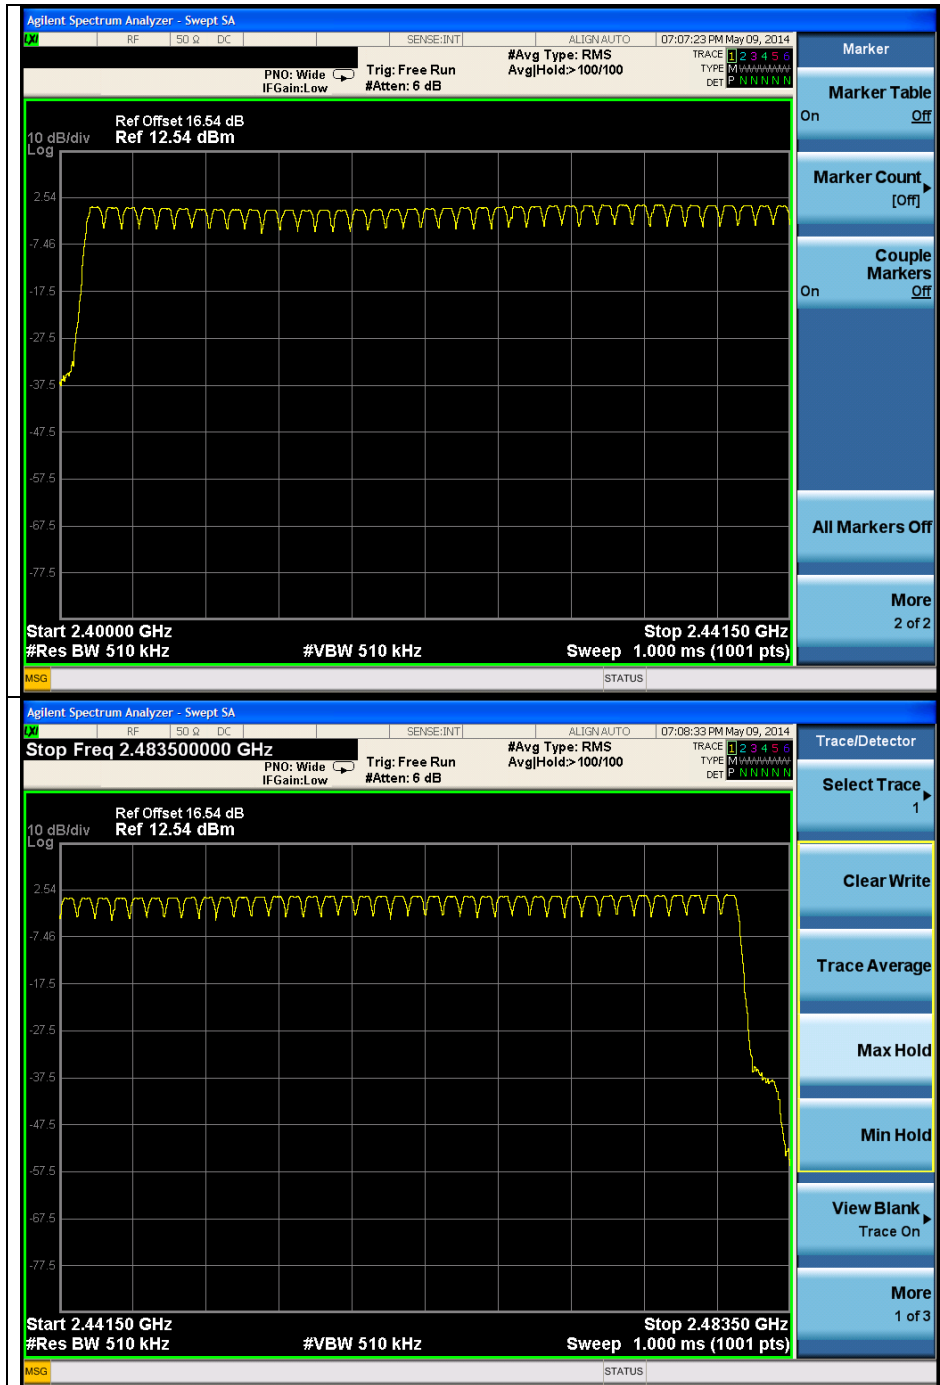 Agilent Spectrum Analyzer - Swept SA
LXI RF 50 Ω DC SENSE:INT ALIGN AUTO 07:07:23 PM May 09, 2014
#Avg Type: RMS TRACE 1 2 3 4 5 6
PNO: Wide Trig: Free Run Avg|Hold:>100/100 TYPE M WWWWW
IFGain:Low #Atten: 6 dB DET P N N N N N
Ref Offset 16.54 dB
10 dB/div Ref 12.54 dBm
Log
2.54
-7.46
-17.5
-27.5
-37.5
-47.5
-57.5
-67.5
-77.5
Start 2.40000 GHz Stop 2.44150 GHz
#Res BW 510 kHz #VBW 510 kHz Sweep 1.000 ms (1001 pts)
MSG STATUS
Marker
Marker Table
On Off
Marker Count
[Off]
Couple
Markers
On Off
All Markers Off
More
2 of 2
Agilent Spectrum Analyzer - Swept SA
LXI RF 50 Ω DC SENSE:INT ALIGN AUTO 07:08:33 PM May 09, 2014
Stop Freq 2.483500000 GHz #Avg Type: RMS TRACE 1 2 3 4 5 6
PNO: Wide Trig: Free Run Avg|Hold:>100/100 TYPE M WWWWW
IFGain:Low #Atten: 6 dB DET P N N N N N
Ref Offset 16.54 dB
10 dB/div Ref 12.54 dBm
Log
2.54
-7.46
-17.5
-27.5
-37.5
-47.5
-57.5
-67.5
-77.5
Start 2.44150 GHz Stop 2.48350 GHz
#Res BW 510 kHz #VBW 510 kHz Sweep 1.000 ms (1001 pts)
MSG STATUS
Trace/Detector
Select Trace
1
Clear Write
Trace Average
Max Hold
Min Hold
View Blank
Trace On
More
1 of 3